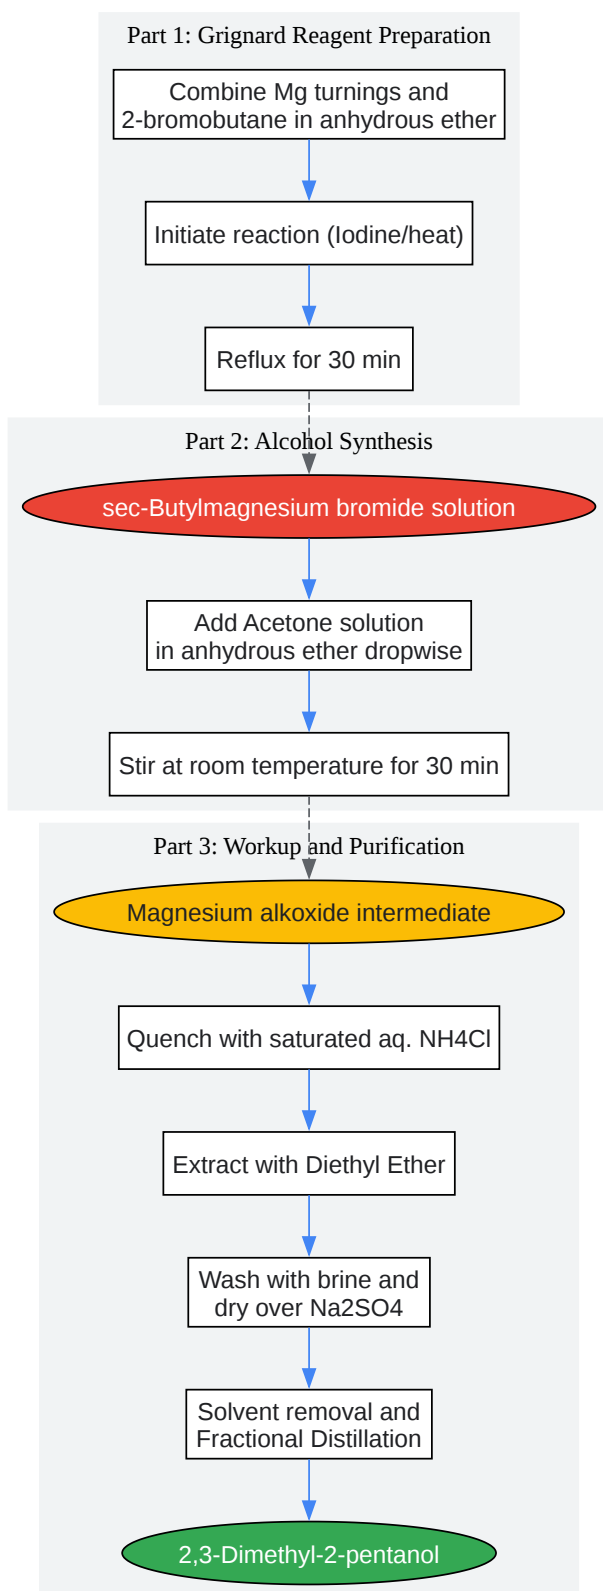 Part 1: Grignard Reagent Preparation
Combine Mg turnings and
2-bromobutane in anhydrous ether
Initiate reaction (Iodine/heat)
Reflux for 30 min
Part 2: Alcohol Synthesis
sec-Butylmagnesium bromide solution
Add Acetone solution
in anhydrous ether dropwise
Stir at room temperature for 30 min
Part 3: Workup and Purification
Magnesium alkoxide intermediate
Quench with saturated aq. NH4Cl
Extract with Diethyl Ether
Wash with brine and
dry over Na2SO4
Solvent removal and
Fractional Distillation
2,3-Dimethyl-2-pentanol